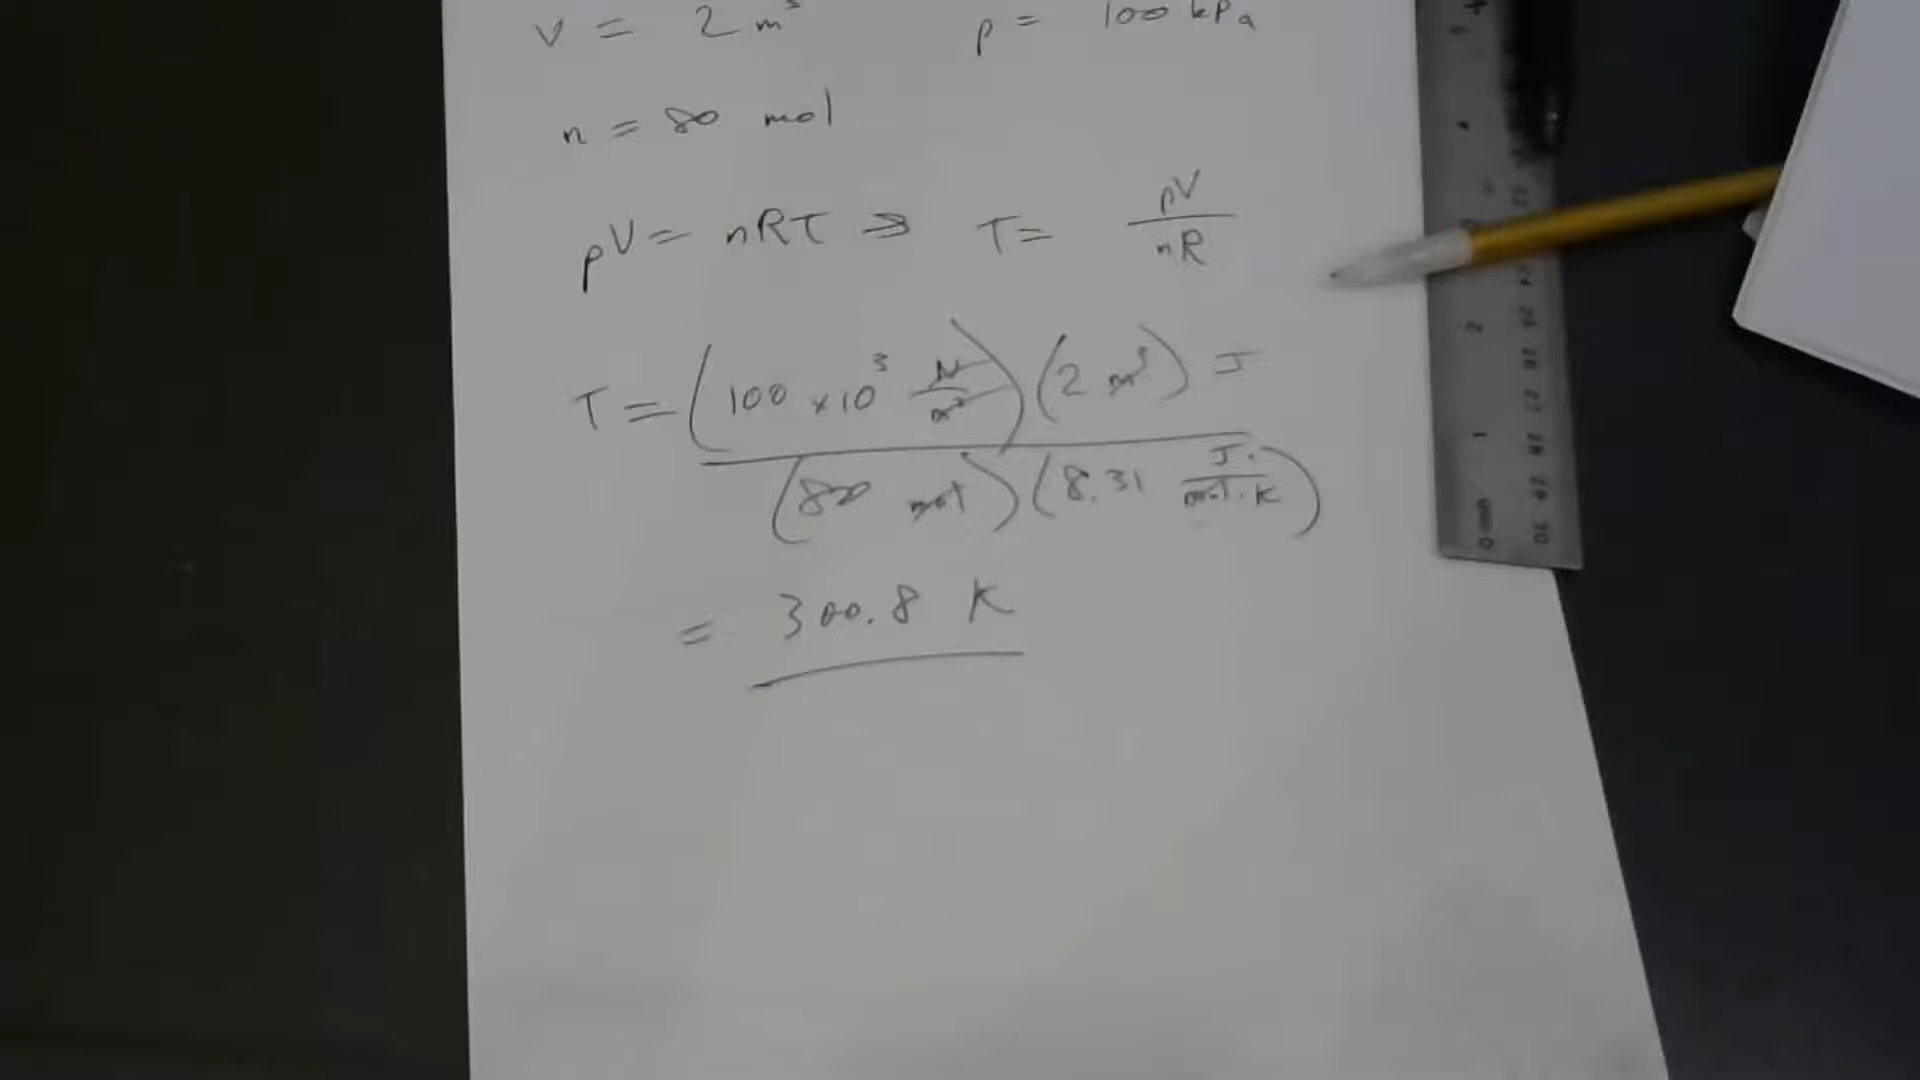 V = 2 m³ p = 100 kPa
n = 80 mol
pV = nRT ⇒ T = pV / nR
T = (100 × 10³ N/m²)(2 m³) J / (80 mol)(8.31 J/mol·K)
= 300.8 K